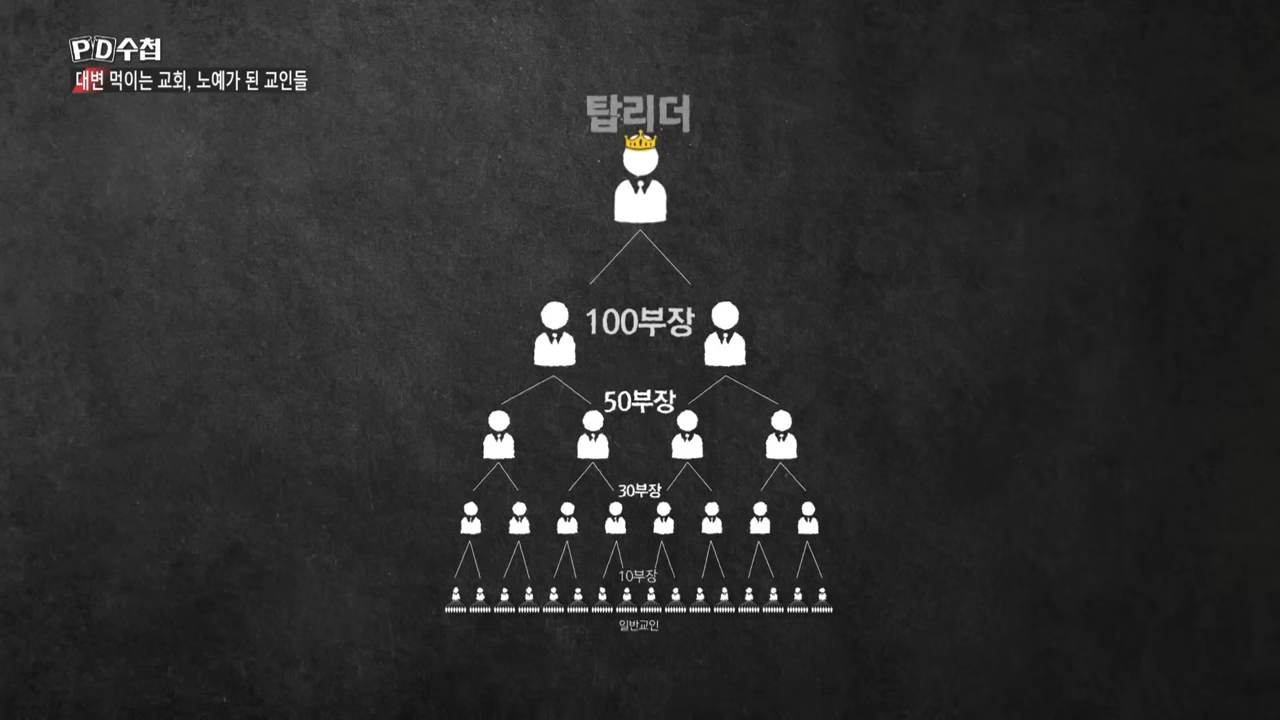 PD수첩
대변 먹이는 교회, 노예가 된 교인들
탑리더
100부장
50부장
30부장
10부장
일반교인